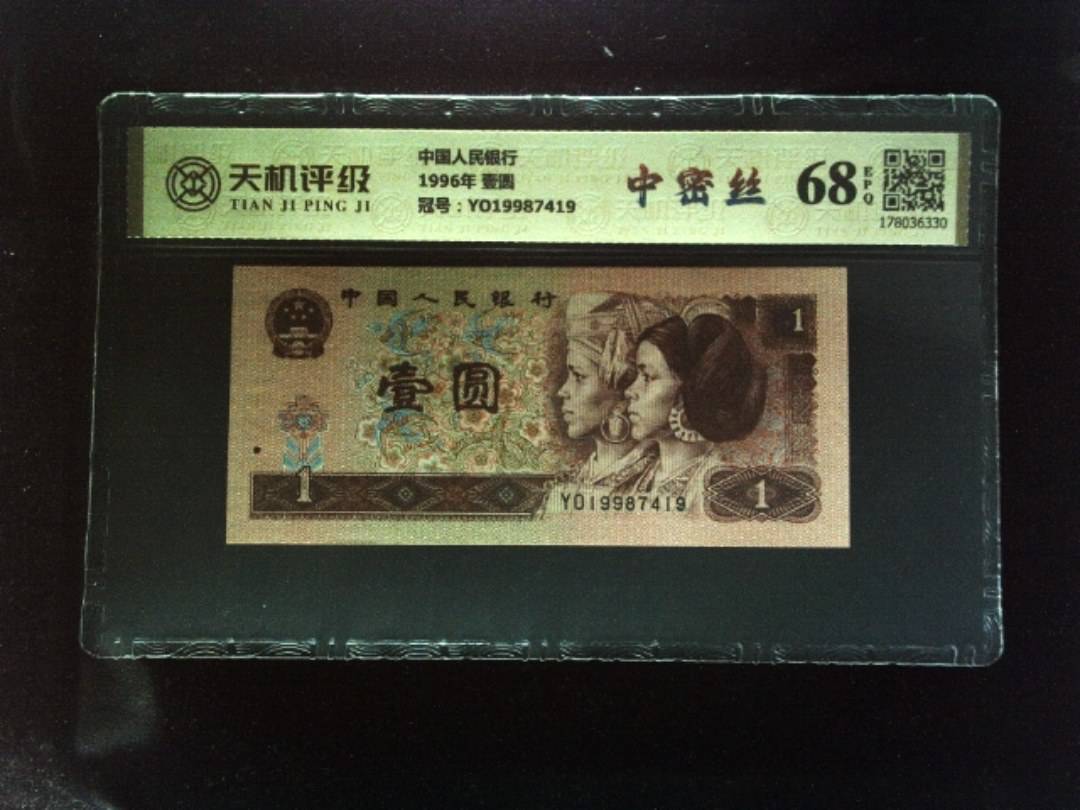 天机评级
TIAN JI PING JI
中国人民银行
1996年 壹圆
冠号：YO19987419
中密丝
68
EPQ
178036330
中国人民银行
壹圆
1
1
1
YO19987419